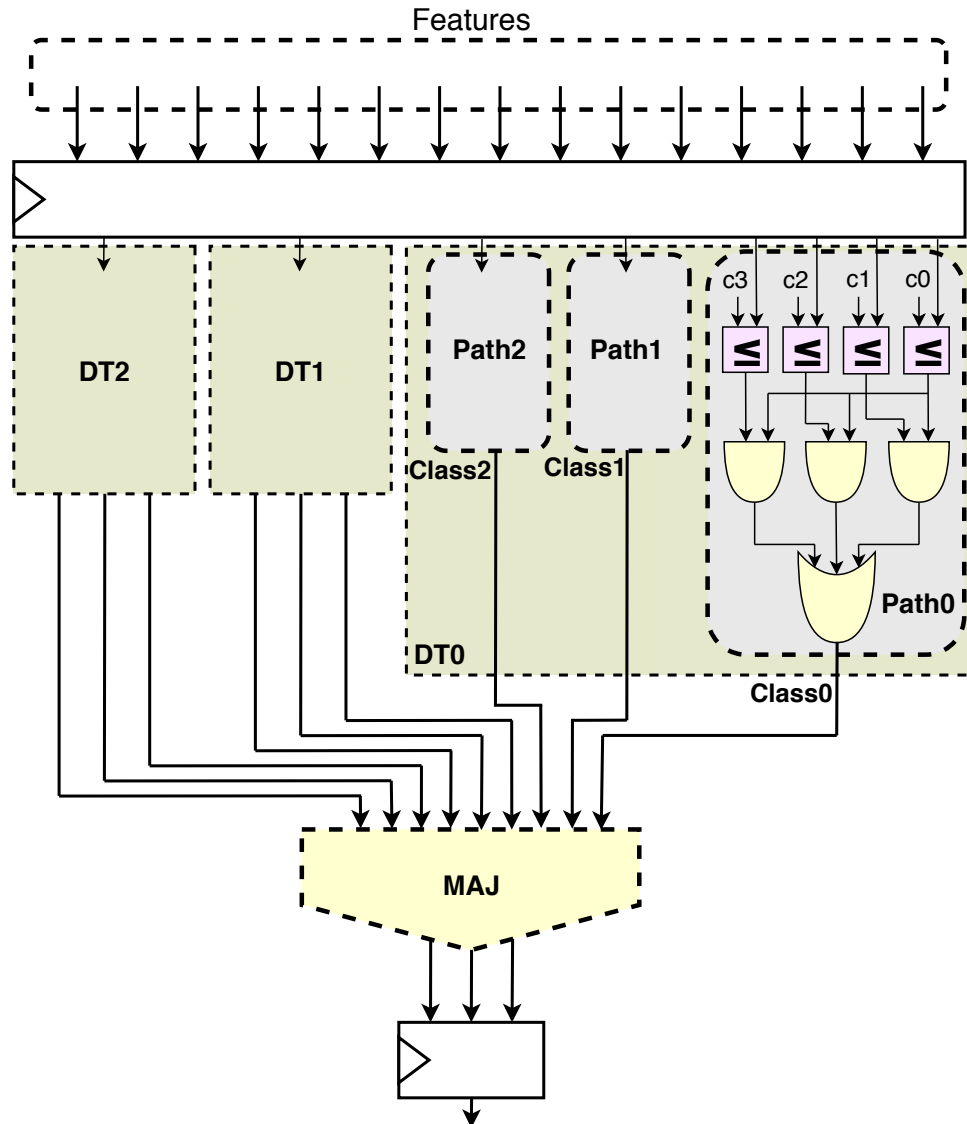 Features
c3 c2 c1 c0
≤ ≤ ≤ ≤
DT2 DT1 Path2 Path1
Class2 Class1
Path0
DT0
Class0
MAJ